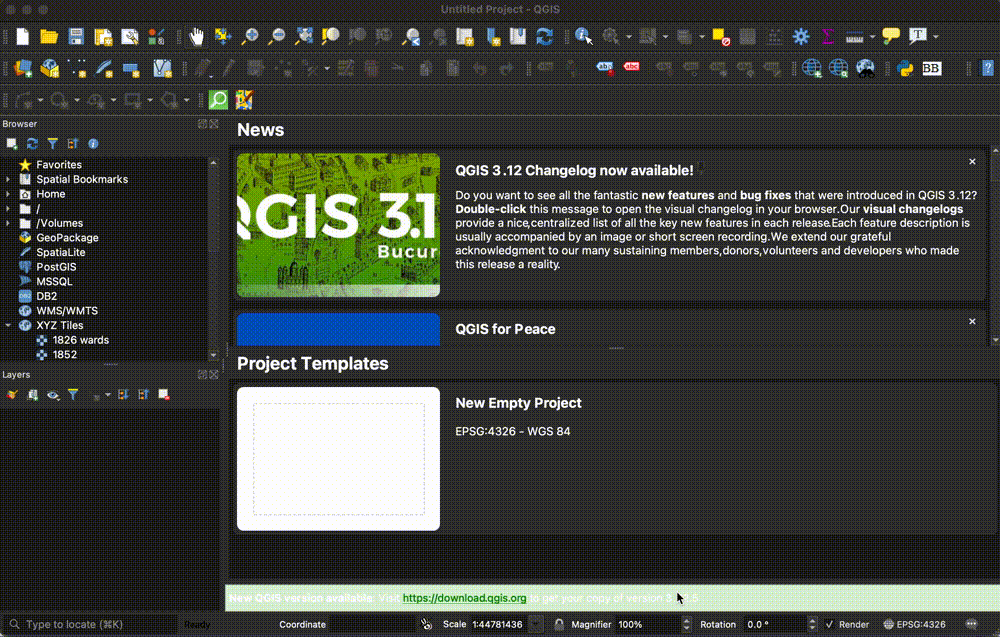 Untitled Project - QGIS
T
abc
abc
BB
?
Browser
News
Favorites
Spatial Bookmarks
Home
/
/Volumes
GeoPackage
SpatiaLite
PostGIS
MSSQL
DB2
WMS/WMTS
XYZ Tiles
1826 wards
1852
QGIS 3.1
Bucur
QGIS 3.12 Changelog now available!
Do you want to see all the fantastic new features and bug fixes that were introduced in QGIS 3.12?
Double-click this message to open the visual changelog in your browser.Our visual changelogs
provide a nice,centralized list of all the key new features in each release.Each feature description is
usually accompanied by an image or short screen recording.We extend our grateful
acknowledgment to our many sustaining members,donors,volunteers and developers who made
this release a reality.
QGIS for Peace
Layers
Project Templates
New Empty Project
EPSG:4326 - WGS 84
New QGIS version available: Visit https://download.qgis.org to get your copy of version
Type to locate (⌘K)
Ready
Coordinate
Scale 1:44781436
Magnifier 100%
Rotation 0.0 °
Render
EPSG:4326